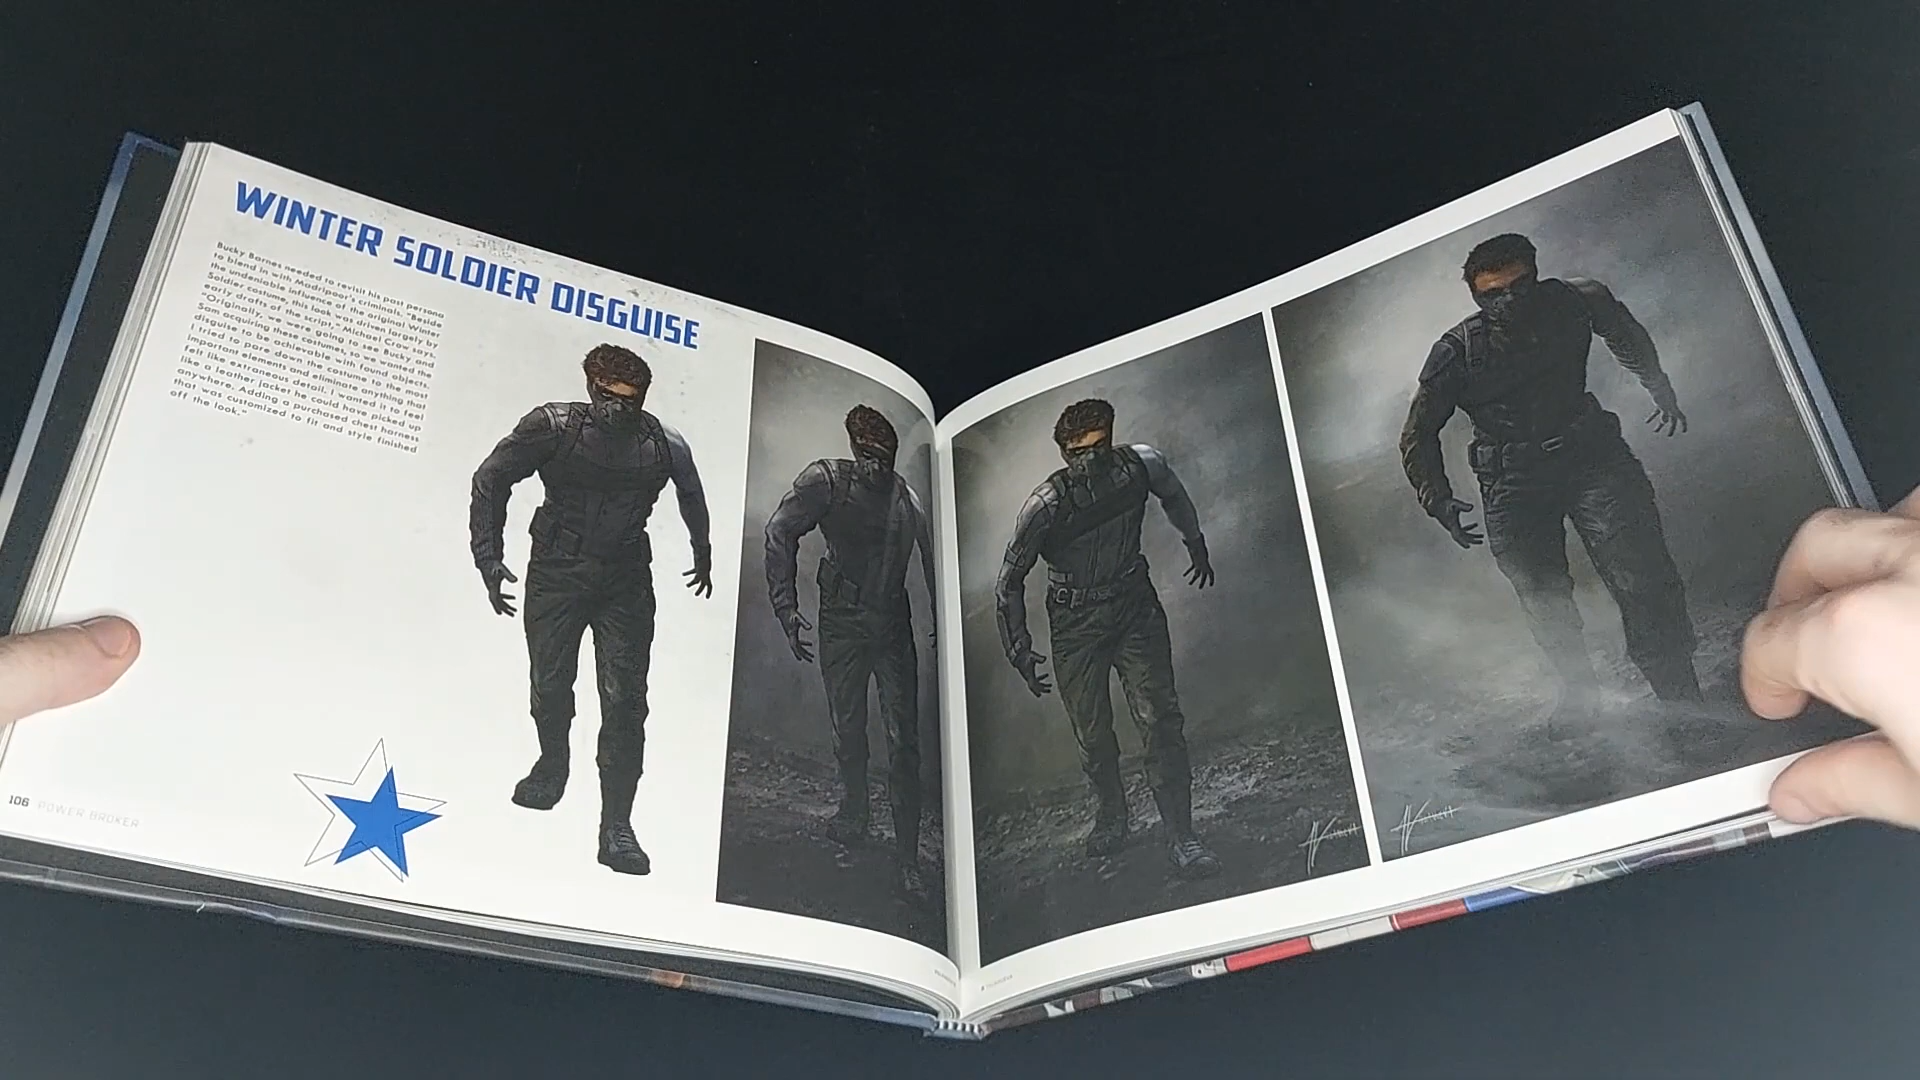 WINTER SOLDIER DISGUISE
Bucky Barnes needed to revisit his past persona
to blend in with Madripoor's criminals. "Beside
the undeniable influence of the original Winter
Soldier costume, this look was driven largely by
early drafts of the script," Michael Crow says.
"Originally, we were going to see Bucky and
Sam acquiring these costumes, so we wanted the
disguise to be achievable with found objects.
I tried to pare down the costume to the most
important elements and eliminate anything that
felt like extraneous detail. I wanted it to feel
like a leather jacket he could have picked up
anywhere. Adding a purchased chest harness
that was customized to fit and style finished
off the look."
106 POWER BROKER